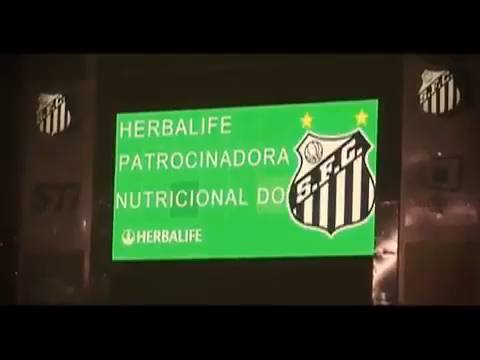 HERBALIFE
PATROCINADORA
NUTRICIONAL DO
S.F.C.
HERBALIFE
S.F.C.
S.F.C.